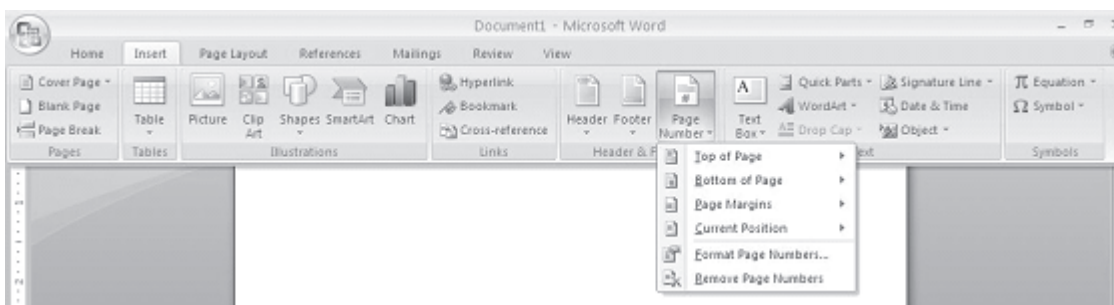 Document1 - Microsoft Word
Home Insert Page Layout References Mailings Review View
Cover Page
Blank Page
Page Break
Pages
Table
Tables
Picture
Clip Art
Shapes
SmartArt
Chart
Illustrations
Hyperlink
Bookmark
Cross-reference
Links
Header
Footer
Page Number
Header & F
Text Box
Quick Parts
WordArt
Drop Cap
Signature Line
Date & Time
Object
ext
Equation
Symbol
Symbols
Top of Page
Bottom of Page
Page Margins
Current Position
Format Page Numbers...
Remove Page Numbers